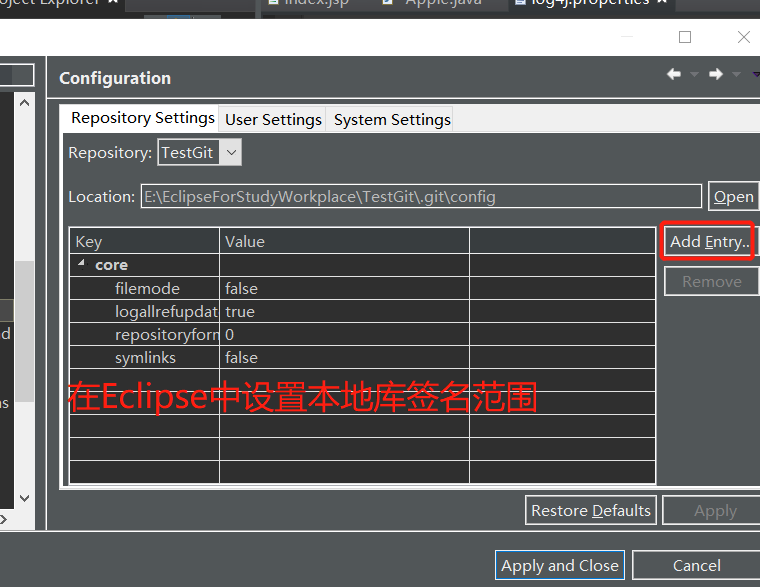 index.jsp
Apple.java
log4j.properties
Configuration
Repository Settings
User Settings
System Settings
Repository: TestGit
Location: E:\EclipseForStudyWorkplace\TestGit\.git\config
Open
Key Value
Add Entry..
core
filemode false
Remove
logallrefupdat true
repositoryforn 0
symlinks false
在Eclipse中设置本地库签名范围
Restore Defaults
Apply
Apply and Close
Cancel